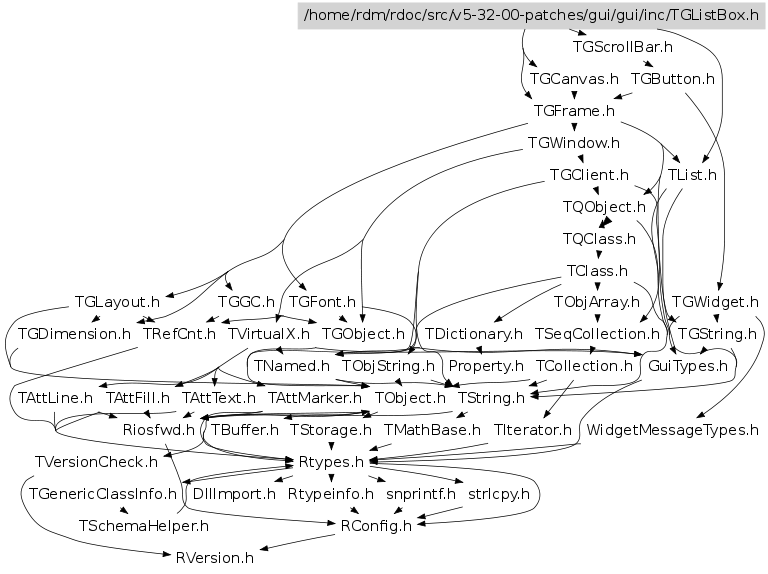 /home/rdm/rdoc/src/v5-32-00-patches/gui/gui/inc/TGListBox.h
TGScrollBar.h
TGCanvas.h TGButton.h
TGFrame.h
TGWindow.h
TGClient.h TList.h
TQObject.h
TQClass.h
TClass.h
TGLayout.h TGGC.h TGFont.h TObjArray.h TGWidget.h
TGDimension.h TRefCnt.h TVirtualX.h TGObject.h TDictionary.h TSeqCollection.h TGString.h
TNamed.h TObjString.h Property.h TCollection.h GuiTypes.h
TAttLine.h TAttFill.h TAttText.h TAttMarker.h TObject.h TString.h
Riosfwd.h TBuffer.h TStorage.h TMathBase.h TIterator.h WidgetMessageTypes.h
TVersionCheck.h Rtypes.h
TGenericClassInfo.h DllImport.h Rtypeinfo.h snprintf.h strlcpy.h
TSchemaHelper.h RConfig.h
RVersion.h